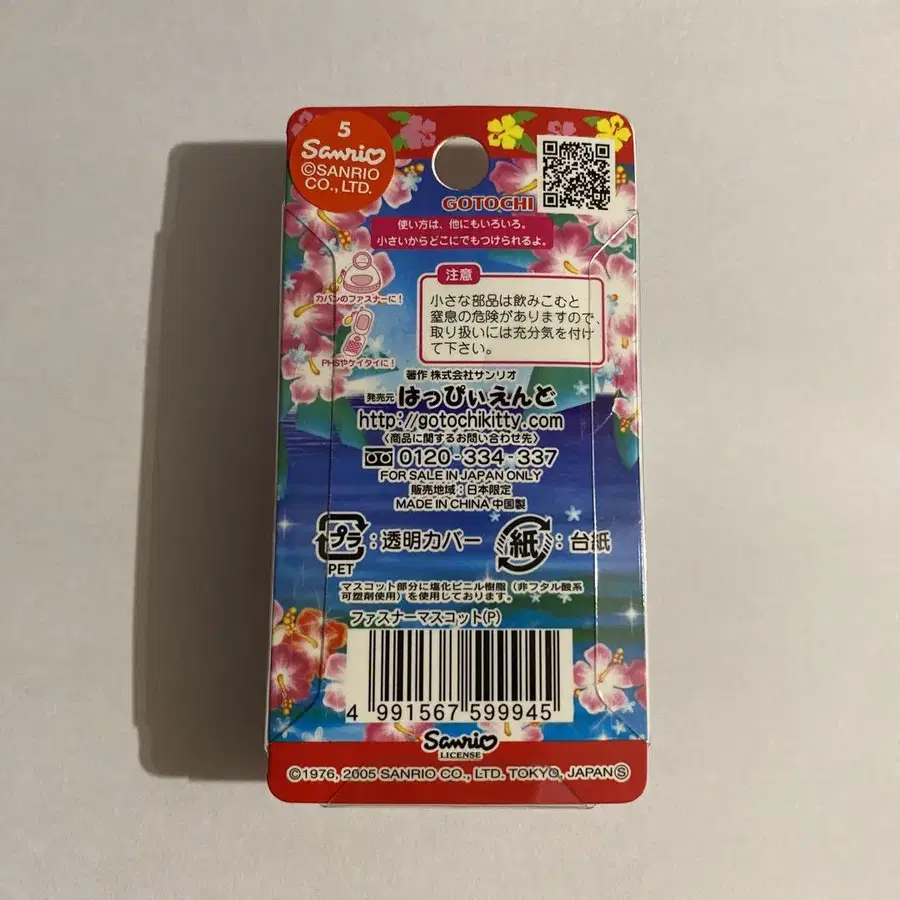 5
Sanrio
©SANRIO
CO., LTD.
GOTOCHI
使い方は、他にもいろいろ。
小さいからどこにでもつけられるよ。
カバンのファスナーに!
PHSやケイタイに!
注意
小さな部品は飲みこむと
窒息の危険がありますので、
取り扱いには充分気を付け
て下さい。
著作 株式会社サンリオ
発売元 はっぴぃえんど
http://gotochikitty.com
〈商品に関するお問い合わせ先〉
0120-334-337
FOR SALE IN JAPAN ONLY
販売地域:日本限定
MADE IN CHINA 中国製
プラ:透明カバー
PET
紙:台紙
マスコット部分に塩化ビニル樹脂(非フタル酸系
可塑剤使用)を使用しております。
ファスナーマスコット(P)
4 991567 599945
Sanrio
LICENSE
©1976, 2005 SANRIO CO., LTD. TOKYO, JAPAN Ⓢ